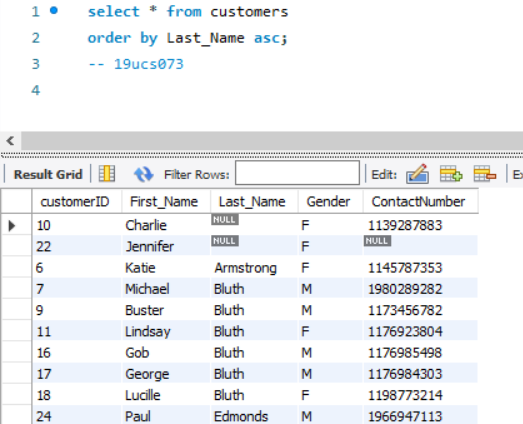 1 select * from customers
2 order by Last_Name asc;
3 -- 19ucs073
4
Result Grid Filter Rows: Edit:
customerID First_Name Last_Name Gender ContactNumber
10 Charlie NULL F 1139287883
22 Jennifer NULL F NULL
6 Katie Armstrong F 1145787353
7 Michael Bluth M 1980289282
9 Buster Bluth M 1173456782
11 Lindsay Bluth F 1176923804
16 Gob Bluth M 1176985498
17 George Bluth M 1176984303
18 Lucille Bluth F 1198773214
24 Paul Edmonds M 1966947113